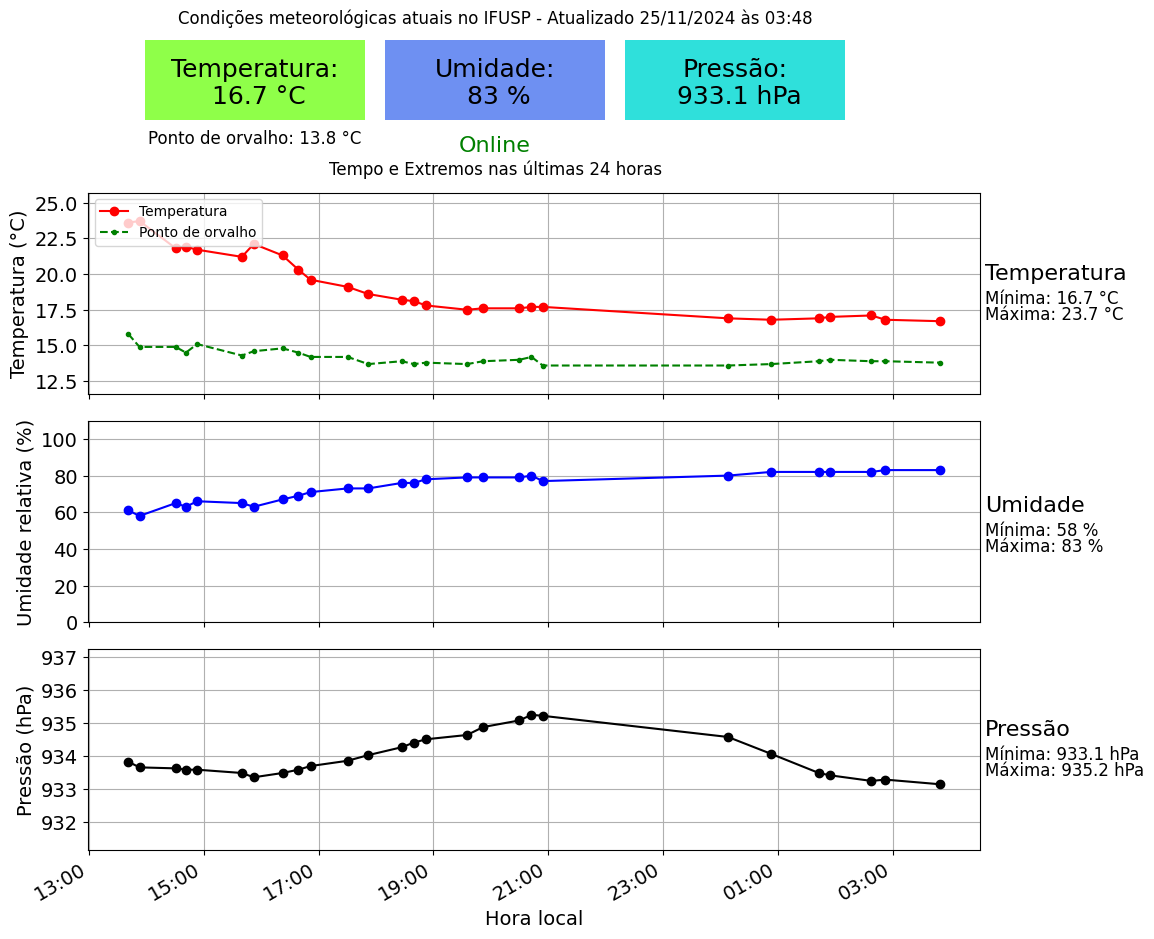 Condições meteorológicas atuais no IFUSP - Atualizado 25/11/2024 às 03:48
Temperatura:
16.7 °C
Umidade:
83 %
Pressão:
933.1 hPa
Ponto de orvalho: 13.8 °C
Online
Tempo e Extremos nas últimas 24 horas
Temperatura (°C)
25.0
22.5
20.0
17.5
15.0
12.5
Temperatura
Ponto de orvalho
Temperatura
Mínima: 16.7 °C
Máxima: 23.7 °C
Umidade relativa (%)
100
80
60
40
20
0
Umidade
Mínima: 58 %
Máxima: 83 %
Pressão (hPa)
937
936
935
934
933
932
Pressão
Mínima: 933.1 hPa
Máxima: 935.2 hPa
13:00 15:00 17:00 19:00 21:00 23:00 01:00 03:00
Hora local